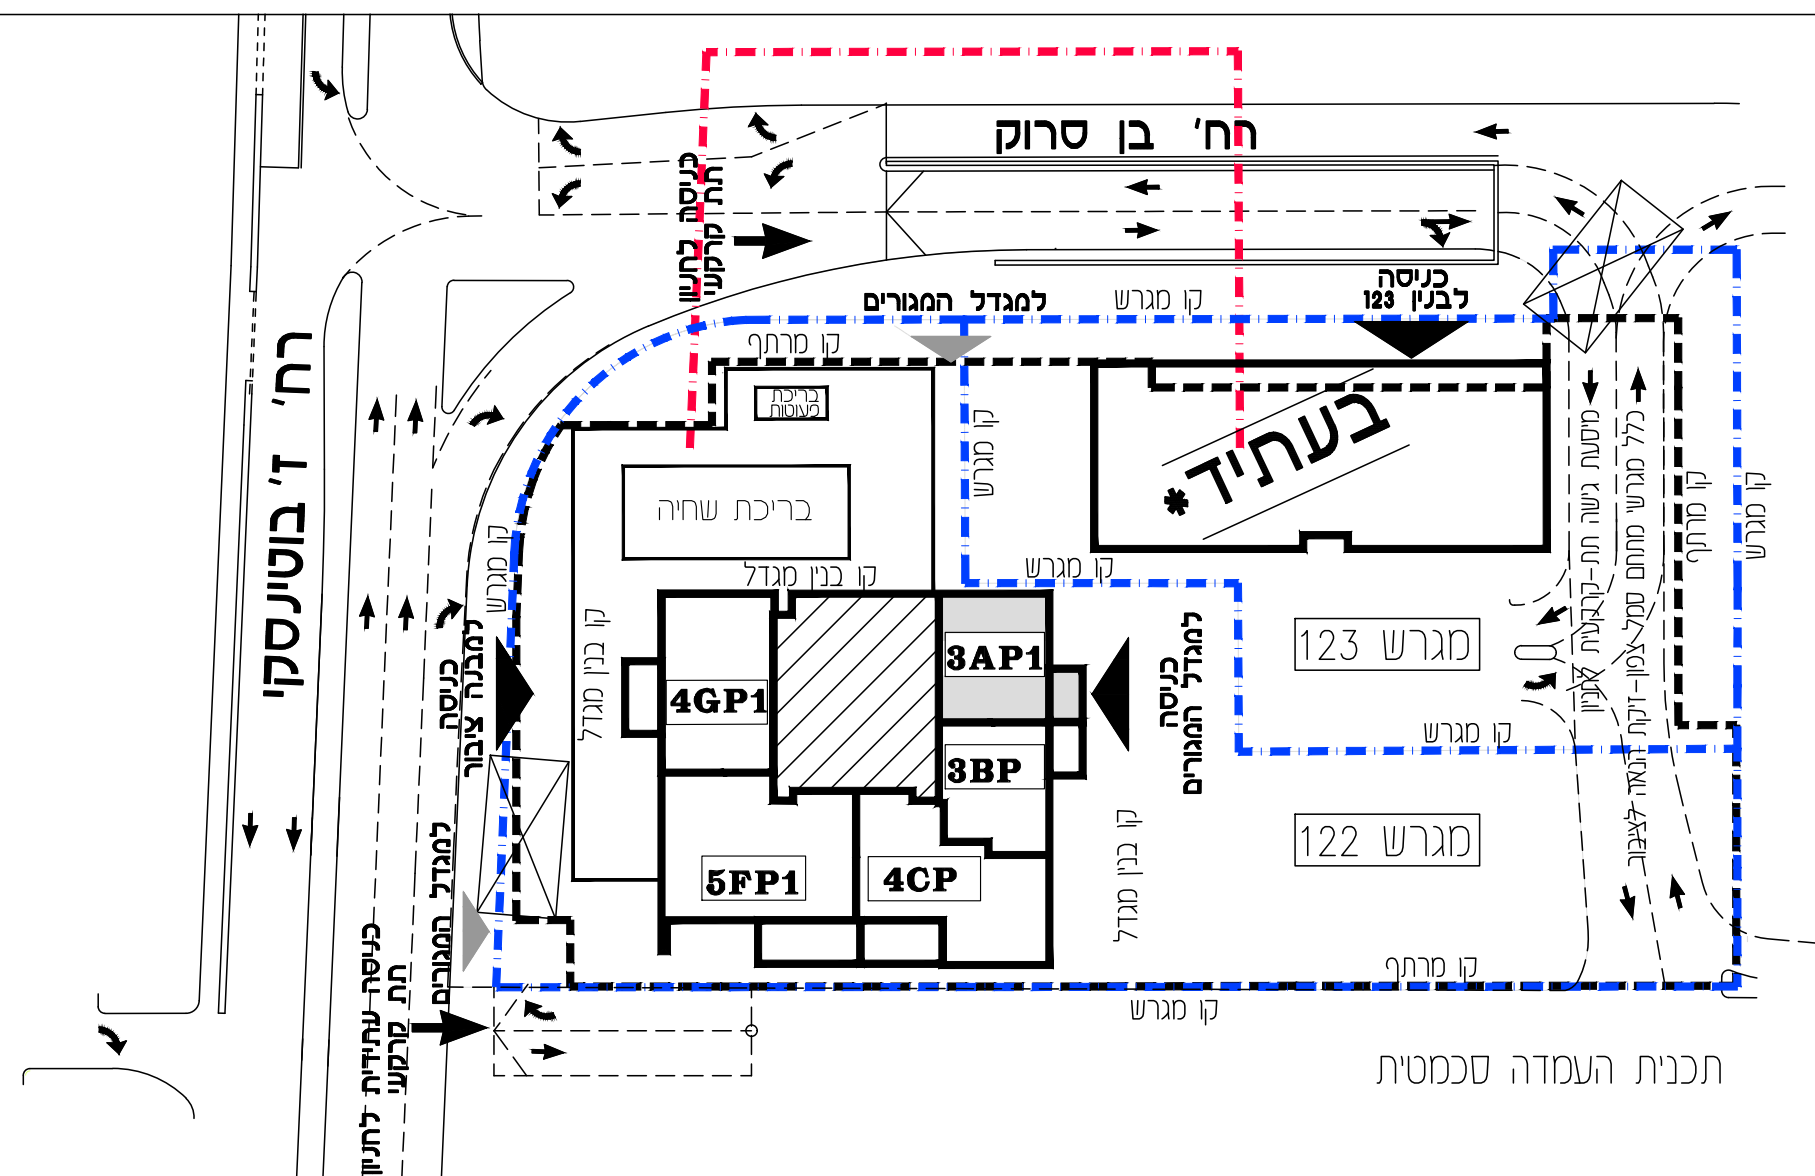 רח' בן סרוק
כניסה לחניון
תת קרקעי
למגדל המגורים
קו מגרש
כניסה
לבנין 123
קו מרתף
בריכת
פעוטות
קו מגרש
בעתיד*
בריכת שחיה
רח' ז'בוטינסקי
קו מגרש
קו בנין מגדל
קו מגרש
קו בנין מגדל
כניסה
למבנה ציבור
3AP1
4GP1
3BP
5FP1
4CP
כניסה
למגדל המגורים
מגרש 123
קו מגרש
מגרש 122
קו בנין מגדל
קו מרתף
קו מגרש
למגדל המגורים
כניסה עתידית לחניון
תת קרקעי
קו מרתף
קו מגרש
תכנית העמדה סכמטית